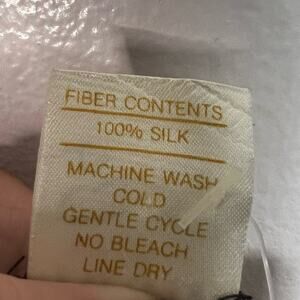 FIBER CONTENTS
100% SILK
MACHINE WASH
COLD
GENTLE CYCLE
NO BLEACH
LINE DRY